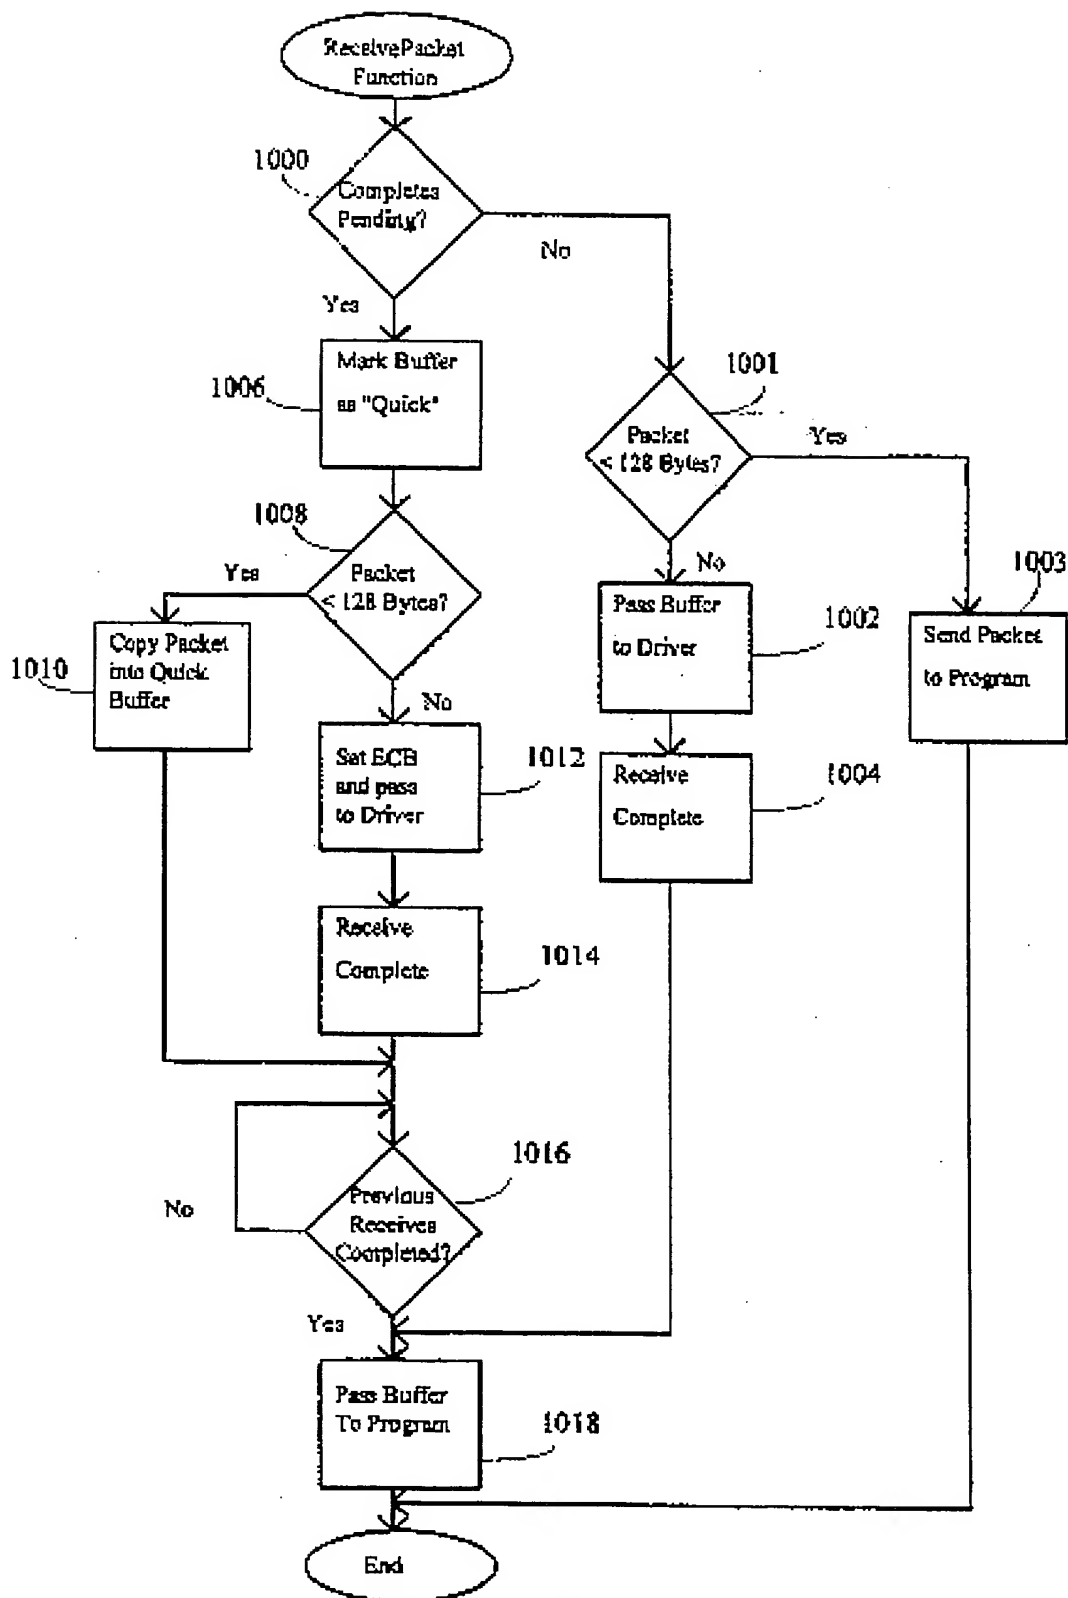 ReceivePacket
Function
1000
Completes
Pending?
No
Yes
Mark Buffer
as "Quick"
1006
1001
Packet
< 128 Bytes?
Yes
1008
Packet
< 128 Bytes?
Yes
No
1003
Copy Packet
into Quick
Buffer
1010
Pass Buffer
to Driver
1002
Send Packet
to Program
No
Set ECB
and pass
to Driver
1012
Receive
Complete
1004
Receive
Complete
1014
1016
Previous
Receives
Completed?
No
Yes
Pass Buffer
To Program
1018
End